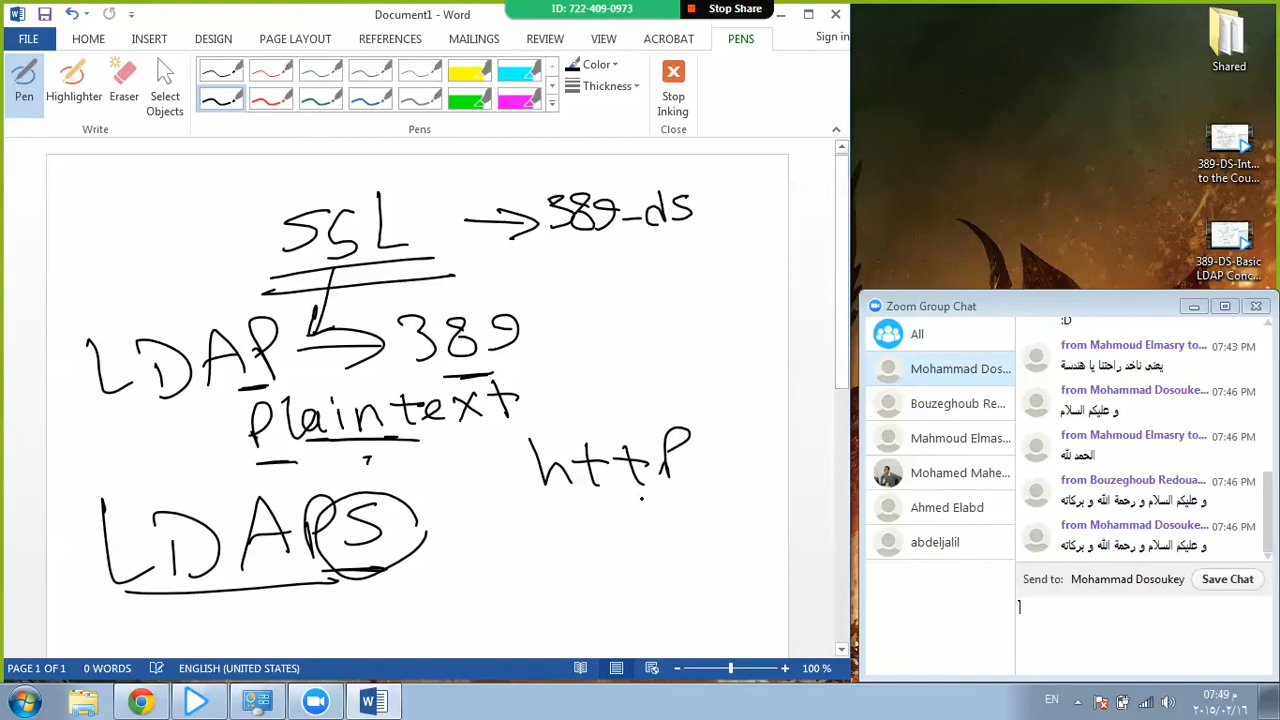 Document1 - Word
ID: 722-409-0973
Stop Share
FILE HOME INSERT DESIGN PAGE LAYOUT REFERENCES MAILINGS REVIEW VIEW ACROBAT PENS Sign in
Pen
Highlighter
Eraser
Select Objects
Color
Thickness
Stop Inking
Write
Pens
Close
SSL → 389-ds
LDAP → 389
plaintext
http
LDAPS
PAGE 1 OF 1 0 WORDS ENGLISH (UNITED STATES) 100 %
Shared
389-DS-Int...
to the Cou...
389-DS-Basic
LDAP Conc...
Zoom Group Chat
All
Mohammad Dos...
Bouzeghoub Re...
Mahmoud Elmas...
Mohamed Mahe...
Ahmed Elabd
abdeljalil
:D
from Mahmoud Elmasry to... 07:43 PM
يعنى ناخد راحتنا يا هندسة
from Mohammad Dosouke... 07:46 PM
و عليكم السلام
from Mahmoud Elmasry to... 07:46 PM
الحمد لله
from Bouzeghoub Redoua... 07:46 PM
و عليكم السلام و رحمة الله و بركاته
from Mohammad Dosouke... 07:46 PM
و عليكم السلام و رحمة الله و بركاته
Send to: Mohammad Dosoukey Save Chat
EN
07:49 م
٢٠١٥/٠٢/١٦